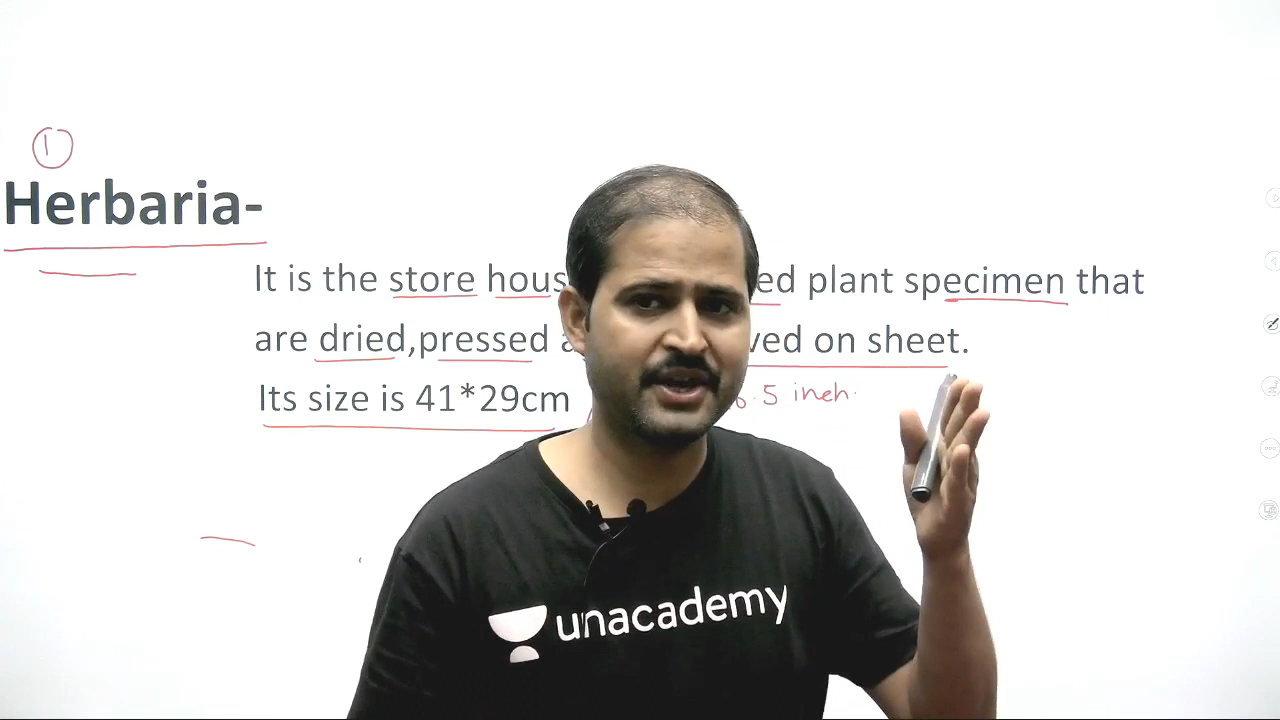 1
Herbaria-
It is the store hous ed plant specimen that
are dried,pressed a ved on sheet.
Its size is 41*29cm .5 inch.
unacademy